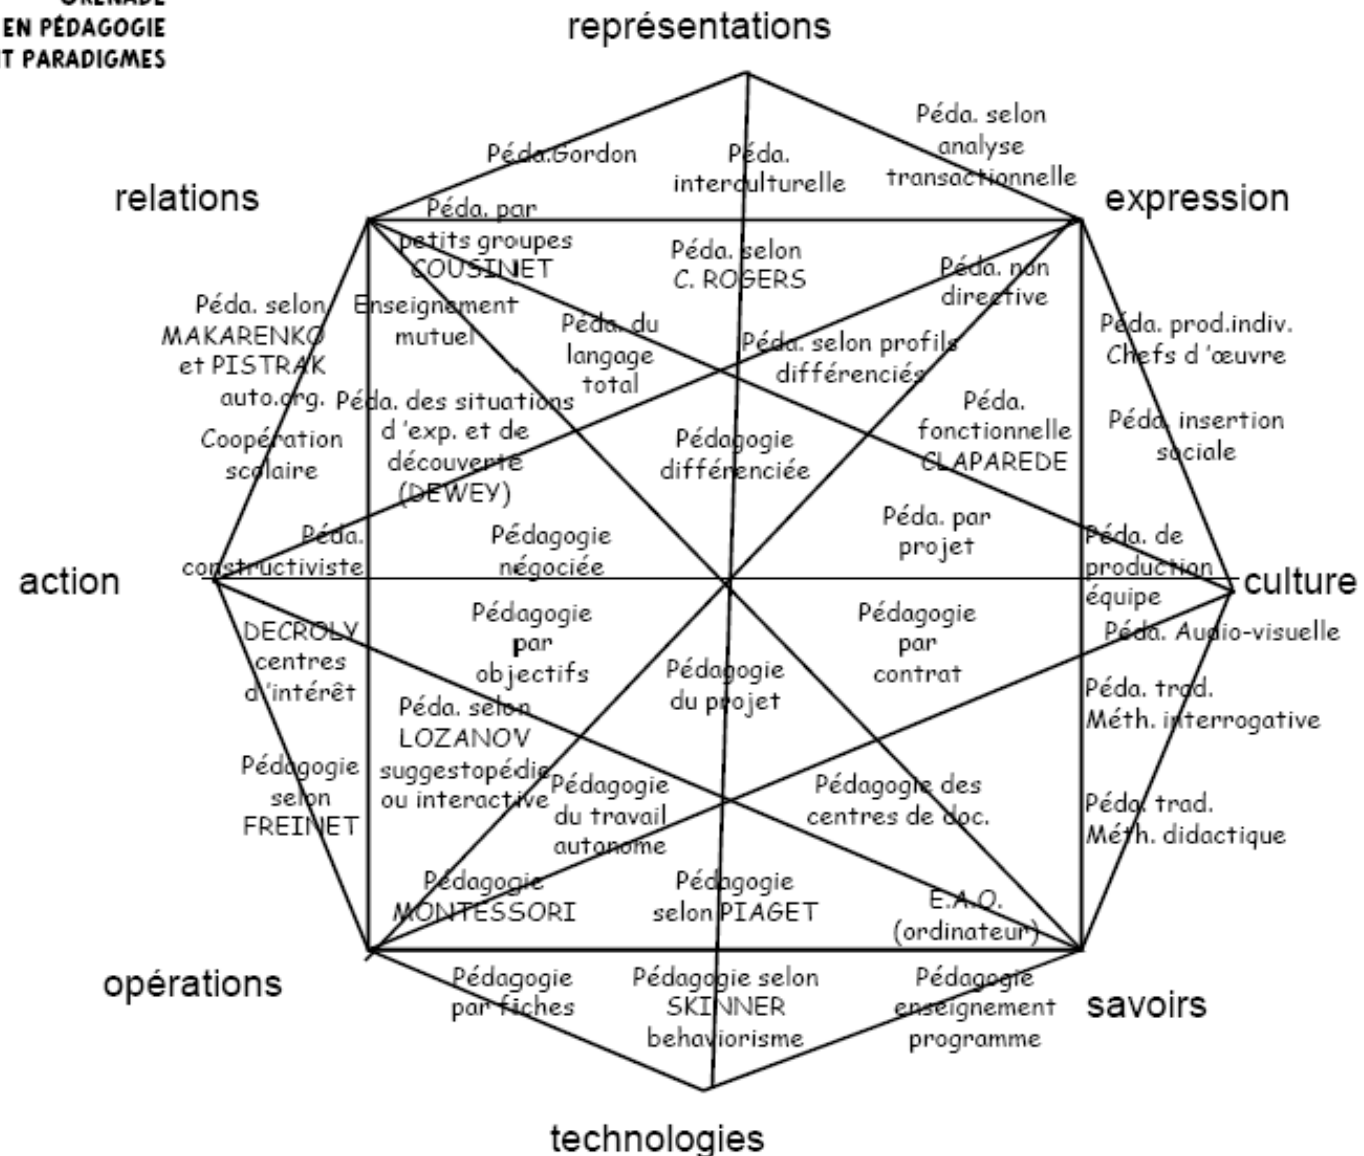 GRENADE
EN PÉDAGOGIE
T PARADIGMES
représentations
Péda. selon
analyse
transactionnelle
Péda.Gordon
Péda.
interculturelle
relations
expression
Péda. par
petits groupes
COUSINET
Péda. selon
C. ROGERS
Péda. non
directive
Péda. selon
MAKARENKO
et PISTRAK
auto.org.
Enseignement
mutuel
Péda. du
langage
total
Péda. selon profils
différenciés
Péda. prod.indiv.
Chefs d 'œuvre
Coopération
scolaire
Péda. des situations
d 'exp. et de
découverte
(DEWEY)
Pédagogie
différenciée
Péda.
fonctionnelle
CLAPAREDE
Péda. insertion
sociale
Péda.
constructiviste
Pédagogie
négociée
Péda. par
projet
Péda. de
production
équipe
action
culture
DECROLY
centres
d 'intérêt
Pédagogie
par
objectifs
Pédagogie
du projet
Pédagogie
par
contrat
Péda. Audio-visuelle
Péda. selon
LOZANOV
suggestopédie
ou interactive
Péda. trad.
Méth. interrogative
Pédagogie
selon
FREINET
Pédagogie
du travail
autonome
Pédagogie des
centres de doc.
Péda. trad.
Méth. didactique
Pédagogie
MONTESSORI
Pédagogie
selon PIAGET
E.A.O.
(ordinateur)
opérations
savoirs
Pédagogie
par fiches
Pédagogie selon
SKINNER
behaviorisme
Pédagogie
enseignement
programme
technologies